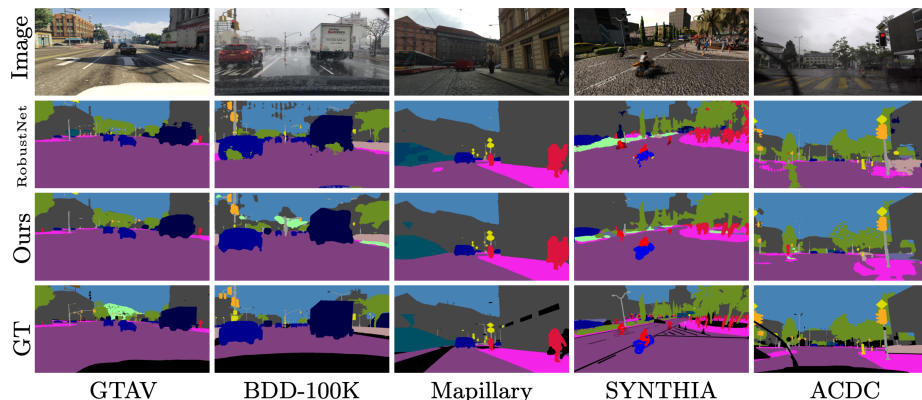 Image
RobustNet
Ours
GT
GTAV
BDD-100K
Mapillary
SYNTHIA
ACDC